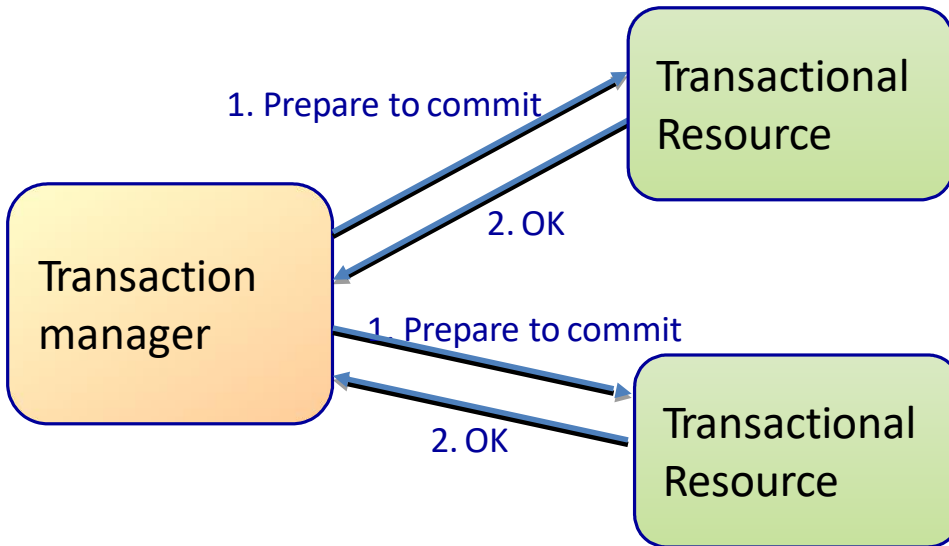 Transactional
Resource
1. Prepare to commit
2. OK
Transaction
manager
1. Prepare to commit
2. OK
Transactional
Resource